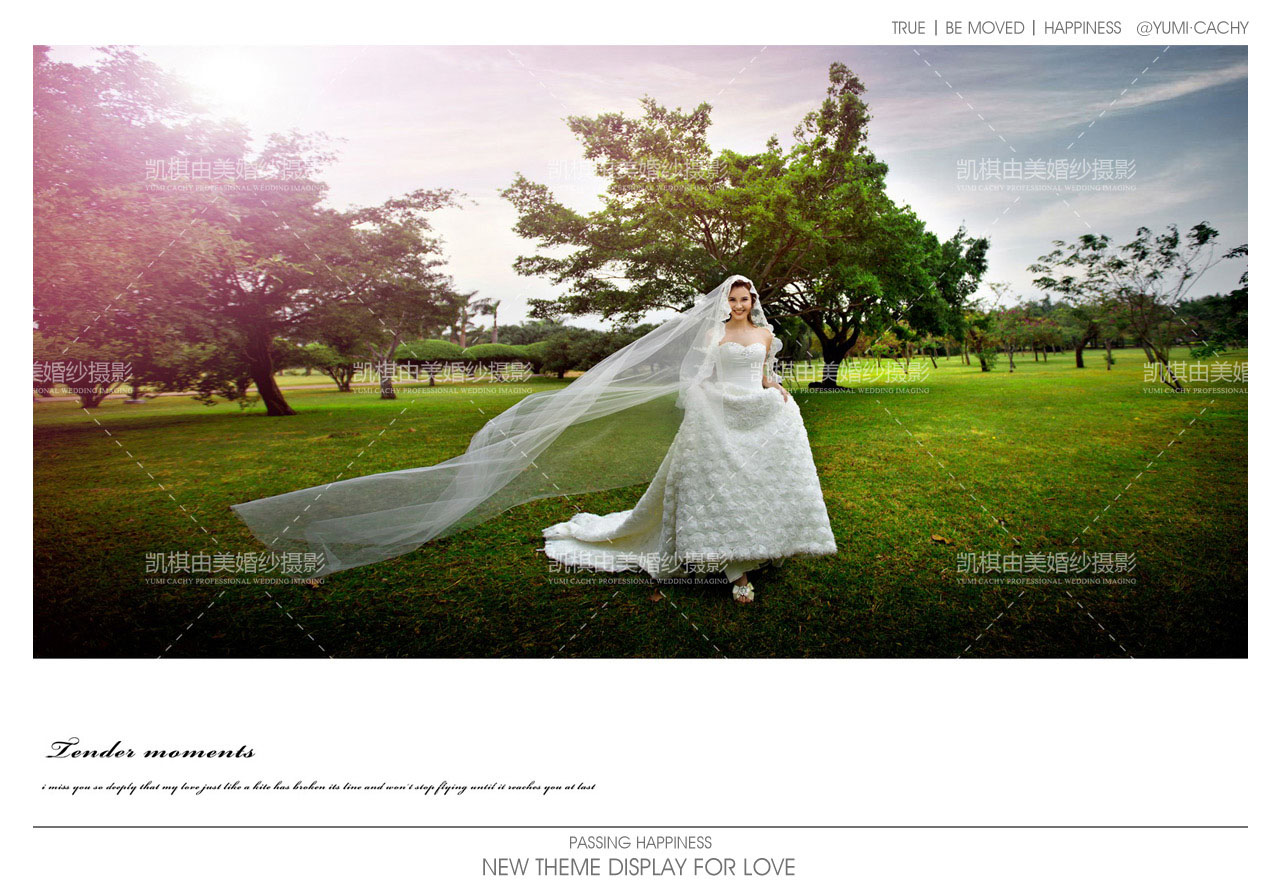 TRUE | BE MOVED | HAPPINESS @YUMI·CACHY
凯棋由美婚纱摄影 凯棋由美婚纱摄影 凯棋由美婚纱摄影
YUMI CACHY PROFESSIONAL WEDDING IMAGING YUMI CACHY PROFESSIONAL WEDDING IMAGING YUMI CACHY PROFESSIONAL WEDDING IMAGING
美婚纱摄影 凯棋由美婚纱摄影 凯棋由美婚纱摄影 凯棋由美婚
PROFESSIONAL WEDDING IMAGING YUMI CACHY PROFESSIONAL WEDDING IMAGING YUMI CACHY PROFESSIONAL WEDDING IMAGING YUMI CACHY PROFESSIONAL
凯棋由美婚纱摄影 凯棋由美婚纱摄影 凯棋由美婚纱摄影
YUMI CACHY PROFESSIONAL WEDDING IMAGING YUMI CACHY PROFESSIONAL WEDDING IMAGING YUMI CACHY PROFESSIONAL WEDDING IMAGING
Tender moments
i miss you so deeply that my love just like a kite has broken its line and won't stop flying until it reaches you at last
PASSING HAPPINESS
NEW THEME DISPLAY FOR LOVE